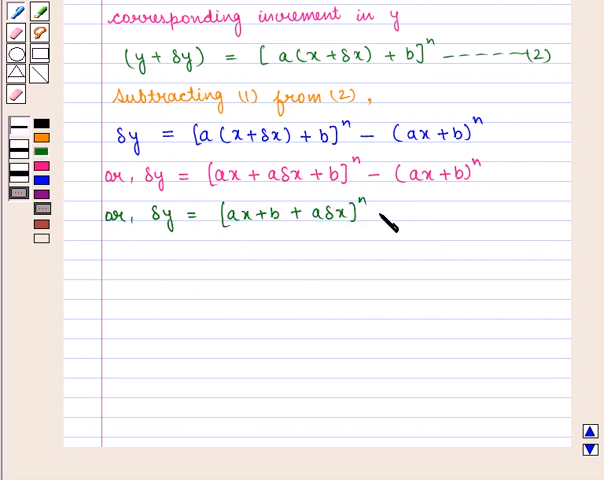 corresponding increment in y
(y + δy) = [a(x + δx) + b]ⁿ ------(2)
Subtracting (1) from (2),
δy = [a(x+δx) + b]ⁿ − (ax+b)ⁿ
or, δy = [ax + aδx + b]ⁿ − (ax+b)ⁿ
or, δy = [ax+b + aδx]ⁿ